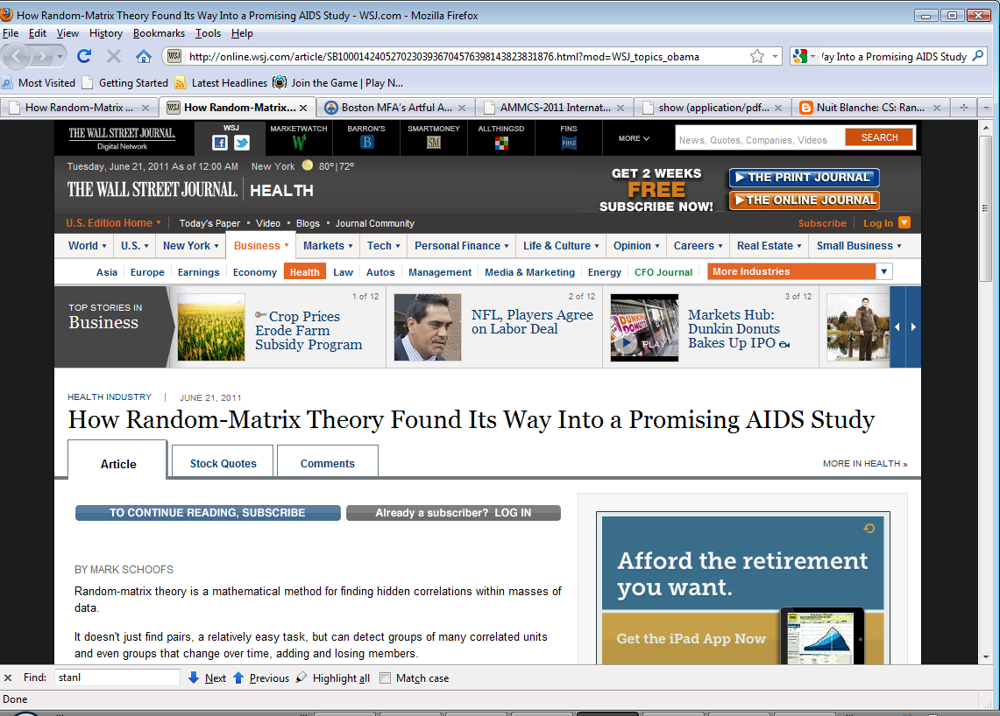 How Random-Matrix Theory Found Its Way Into a Promising AIDS Study - WSJ.com - Mozilla Firefox
File Edit View History Bookmarks Tools Help
WSJ http://online.wsj.com/article/SB10001424052702303936704576398143823831876.html?mod=WSJ_topics_obama 'ay Into a Promising AIDS Study
Most Visited Getting Started Latest Headlines Join the Game | Play N...
How Random-Matrix ... WSJ How Random-Matrix... Boston MFA's Artful A... AMMCS-2011 Internat... show (application/pdf... Nuit Blanche: CS: Ran...
THE WALL STREET JOURNAL.
Digital Network
WSJ MARKETWATCH BARRON'S SMARTMONEY ALLTHINGSD FINS MORE
W B SM FINS
News, Quotes, Companies, Videos SEARCH
Tuesday, June 21, 2011 As of 12:00 AM New York 80º|72º
THE WALL STREET JOURNAL. HEALTH
GET 2 WEEKS
FREE
SUBSCRIBE NOW!
THE PRINT JOURNAL
THE ONLINE JOURNAL
U.S. Edition Home Today's Paper • Video • Blogs • Journal Community Subscribe Log In
World U.S. New York Business Markets Tech Personal Finance Life & Culture Opinion Careers Real Estate Small Business
Asia Europe Earnings Economy Health Law Autos Management Media & Marketing Energy CFO Journal More Industries
TOP STORIES IN
Business
1 of 12
Crop Prices
Erode Farm
Subsidy Program
2 of 12
NFL, Players Agree
on Labor Deal
DUNKIN'
DONUTS
PLAY
3 of 12
Markets Hub:
Dunkin Donuts
Bakes Up IPO
HEALTH INDUSTRY | JUNE 21, 2011
How Random-Matrix Theory Found Its Way Into a Promising AIDS Study
Article Stock Quotes Comments
MORE IN HEALTH »
TO CONTINUE READING, SUBSCRIBE Already a subscriber? LOG IN
BY MARK SCHOOFS
Random-matrix theory is a mathematical method for finding hidden correlations within masses of
data.
It doesn't just find pairs, a relatively easy task, but can detect groups of many correlated units
and even groups that change over time, adding and losing members.
Afford the retirement
you want.
Get the iPad App Now
Find: stanl Next Previous Highlight all Match case
Done